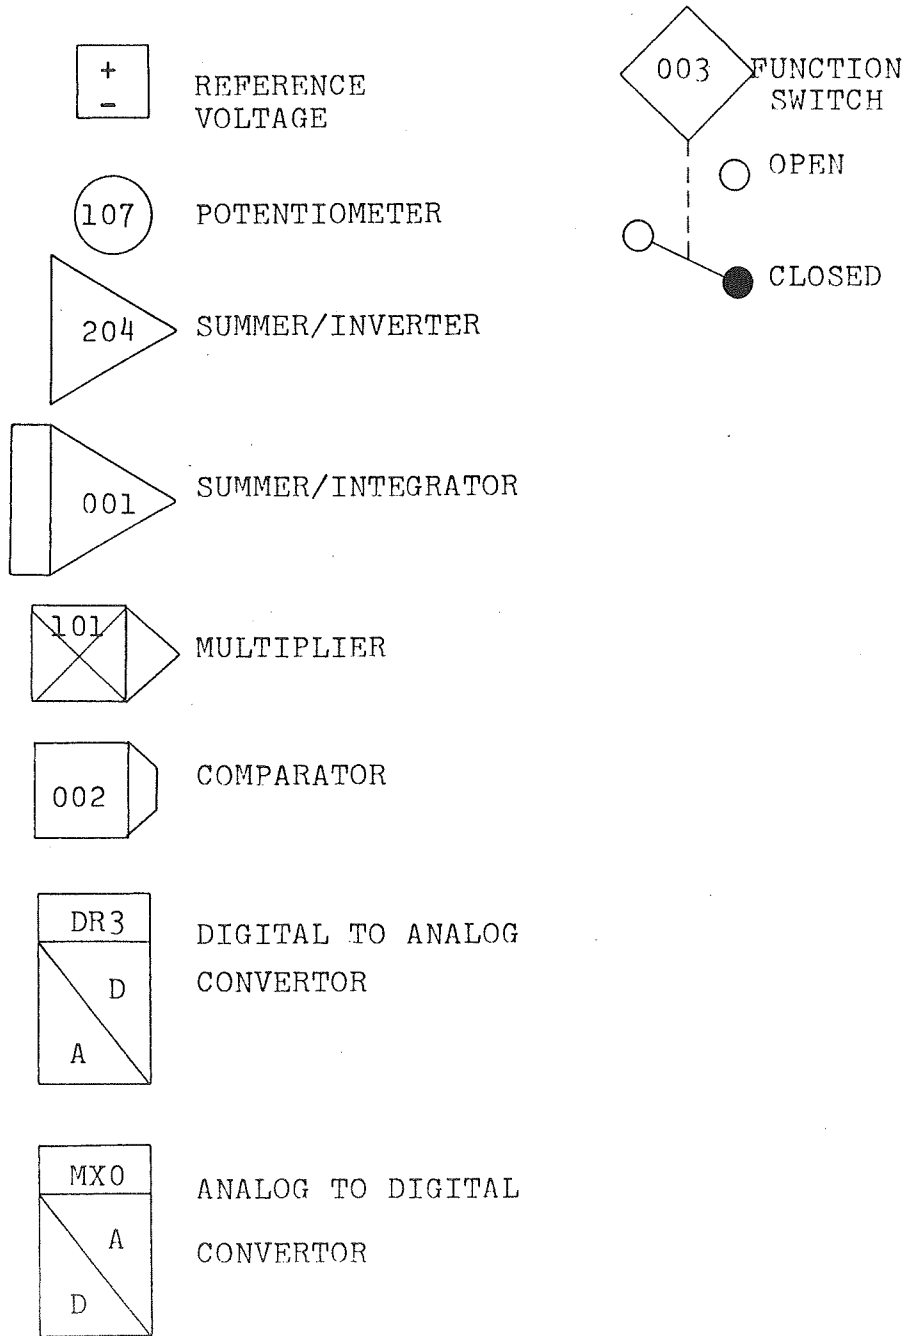 +
-
REFERENCE
VOLTAGE
107
POTENTIOMETER
204
SUMMER/INVERTER
001
SUMMER/INTEGRATOR
101
MULTIPLIER
002
COMPARATOR
DR3
D
A
DIGITAL TO ANALOG
CONVERTOR
MX0
A
D
ANALOG TO DIGITAL
CONVERTOR
003
FUNCTION
SWITCH
OPEN
CLOSED